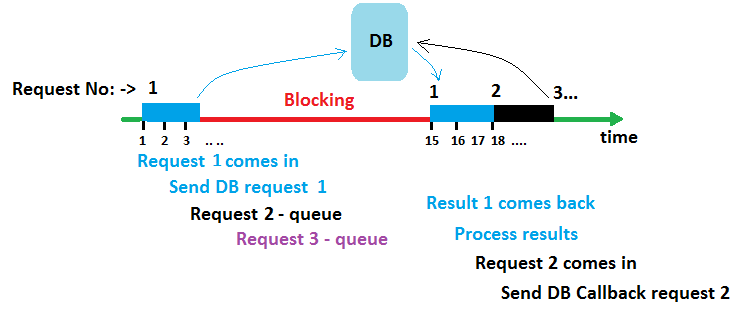 DB
Request No: -> 1
Blocking
1 2 3...
time
1 2 3 .. .. 15 16 17 18 ....
Request 1 comes in
Send DB request 1
Request 2 - queue
Request 3 - queue
Result 1 comes back
Process results
Request 2 comes in
Send DB Callback request 2